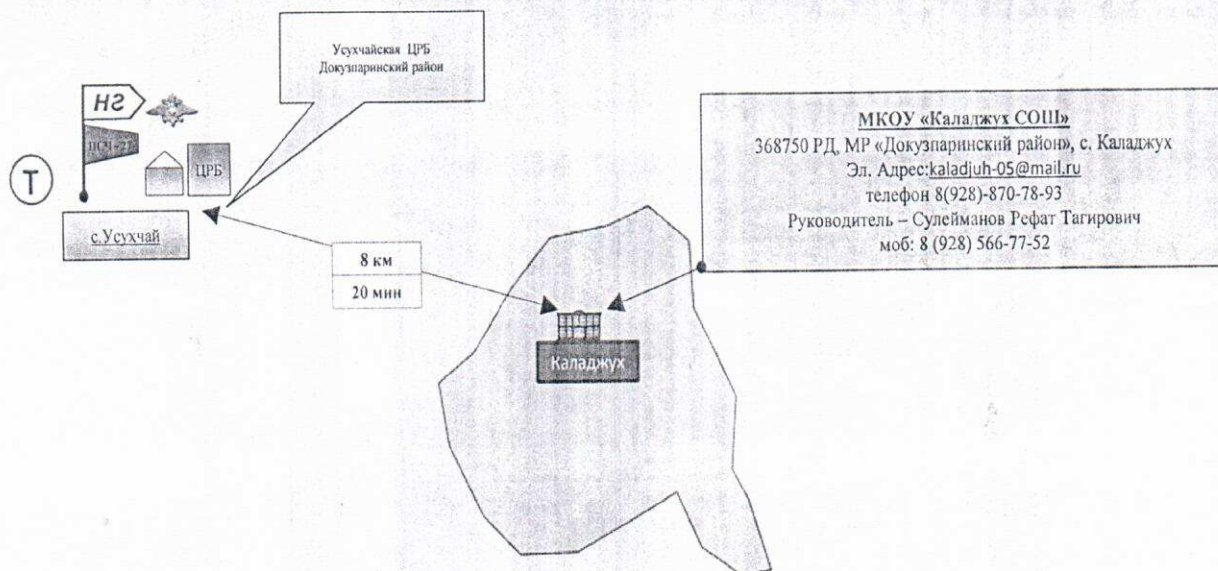 Усухчайская ЦРБ
Докузпаринский район
Т
ЦРБ
с.Усухчай
8 км
20 мин
Каладжух
МКОУ «Каладжух СОШ»
368750 РД, МР «Докузпаринский район», с. Каладжух
Эл. Адрес:kaladjuh-05@mail.ru
телефон 8(928)-870-78-93
Руководитель – Сулейманов Рефат Тагирович
моб: 8 (928) 566-77-52